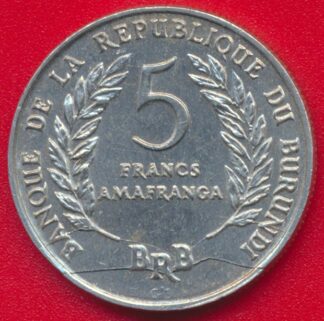 BANQUE DE LA REPUBLIQUE DU BURUNDI
5
FRANCS
AMAFRANGA
BRB